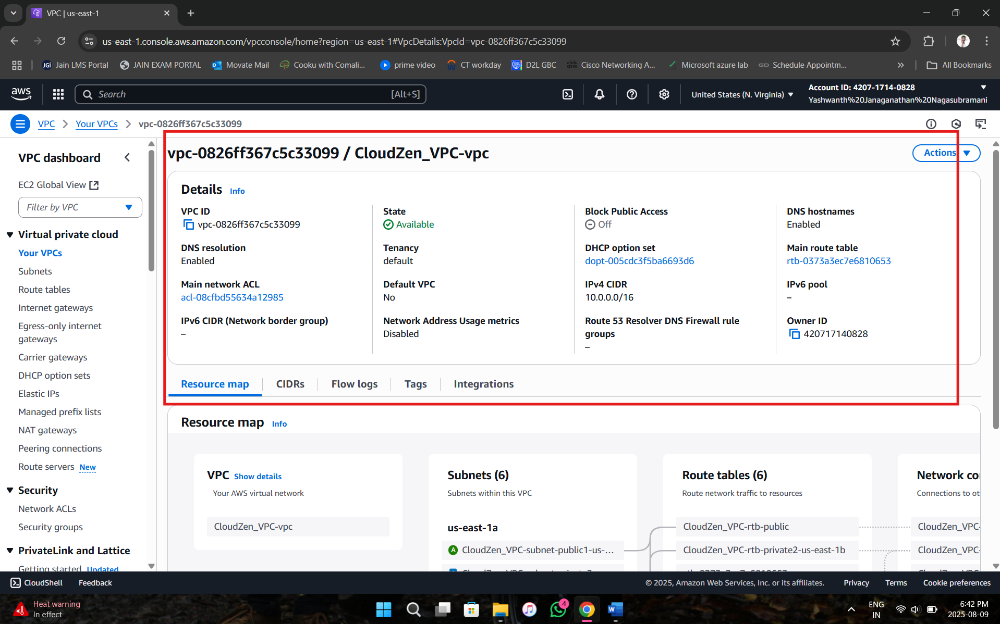 VPC | us-east-1
us-east-1.console.aws.amazon.com/vpcconsole/home?region=us-east-1#VpcDetails:VpcId=vpc-0826ff367c5c33099
JGI Jain LMS Portal
JAIN EXAM PORTAL
Movate Mail
Cooku with Comali...
prime video
CT workday
D2L GBC
Cisco Networking A...
Microsoft azure lab
GD Schedule Appointm...
All Bookmarks
aws
Search
[Alt+S]
United States (N. Virginia)
Account ID: 4207-1714-0828
Yashwanth%20Janaganathan%20Nagasubramani
VPC
Your VPCs
vpc-0826ff367c5c33099
VPC dashboard
EC2 Global View
Filter by VPC
Virtual private cloud
Your VPCs
Subnets
Route tables
Internet gateways
Egress-only internet
gateways
Carrier gateways
DHCP option sets
Elastic IPs
Managed prefix lists
NAT gateways
Peering connections
Route servers New
Security
Network ACLs
Security groups
PrivateLink and Lattice
Getting started Updated
vpc-0826ff367c5c33099 / CloudZen_VPC-vpc
Actions
Details Info
VPC ID
vpc-0826ff367c5c33099
State
Available
Block Public Access
Off
DNS hostnames
Enabled
DNS resolution
Enabled
Tenancy
default
DHCP option set
dopt-005cdc3f5ba6693d6
Main route table
rtb-0373a3ec7e6810653
Main network ACL
acl-08cfbd55634a12985
Default VPC
No
IPv4 CIDR
10.0.0.0/16
IPv6 pool
–
IPv6 CIDR (Network border group)
–
Network Address Usage metrics
Disabled
Route 53 Resolver DNS Firewall rule
groups
–
Owner ID
420717140828
Resource map
CIDRs
Flow logs
Tags
Integrations
Resource map Info
VPC Show details
Your AWS virtual network
CloudZen_VPC-vpc
Subnets (6)
Subnets within this VPC
us-east-1a
A CloudZen_VPC-subnet-public1-us-...
Route tables (6)
Route network traffic to resources
CloudZen_VPC-rtb-public
CloudZen_VPC-rtb-private2-us-east-1b
Network co
Connections to ot
CloudZen_VPC-
CloudZen_VPC-
CloudShell
Feedback
© 2025, Amazon Web Services, Inc. or its affiliates.
Privacy
Terms
Cookie preferences
Heat warning
In effect
4
ENG
IN
6:42 PM
2025-08-09